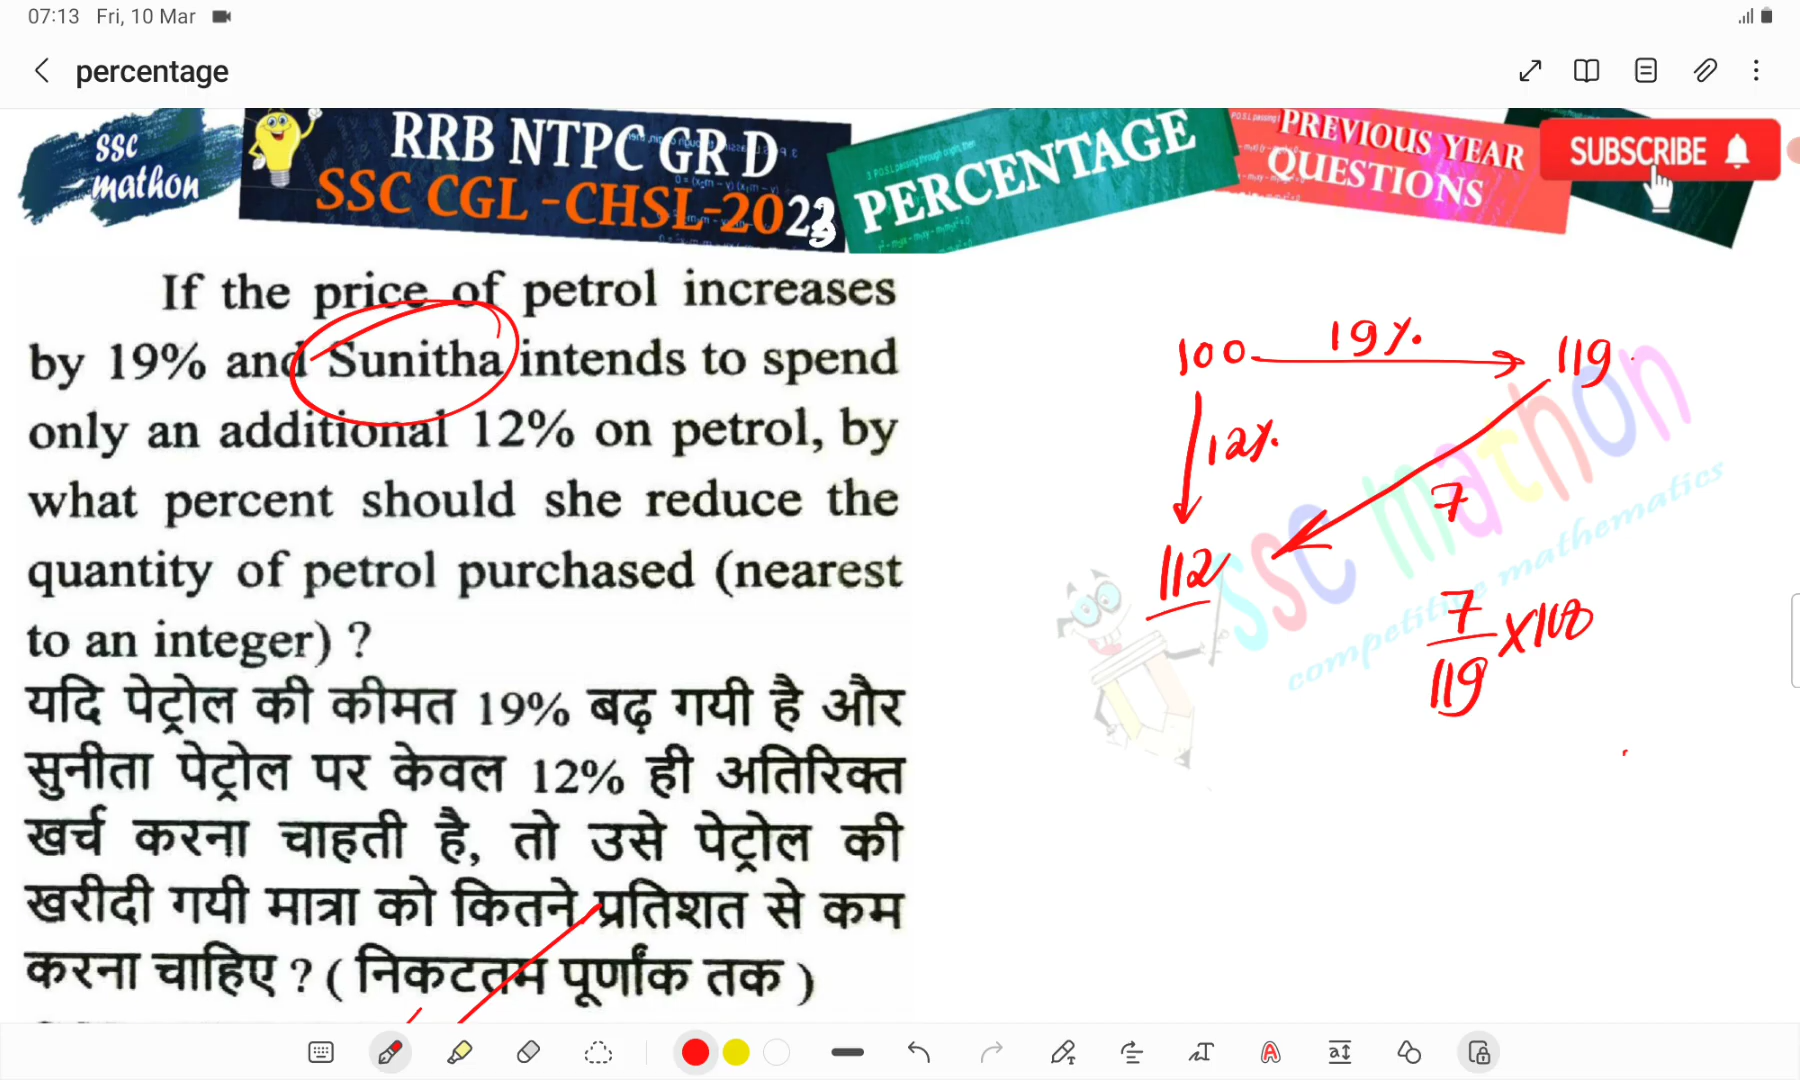 07:13 Fri, 10 Mar
percentage
ssc
mathon
RRB NTPC GR D
SSC CGL -CHSL-2023
PERCENTAGE
PREVIOUS YEAR
QUESTIONS
SUBSCRIBE
If the price of petrol increases
by 19% and Sunitha intends to spend
only an additional 12% on petrol, by
what percent should she reduce the
quantity of petrol purchased (nearest
to an integer) ?
यदि पेट्रोल की कीमत 19% बढ़ गयी है और
सुनीता पेट्रोल पर केवल 12% ही अतिरिक्त
खर्च करना चाहती है, तो उसे पेट्रोल की
खरीदी गयी मात्रा को कितने प्रतिशत से कम
करना चाहिए ? ( निकटतम पूर्णांक तक )
100 19% 119
12%
7
112
7/119 ×100
ssc mathon
competitive mathematics